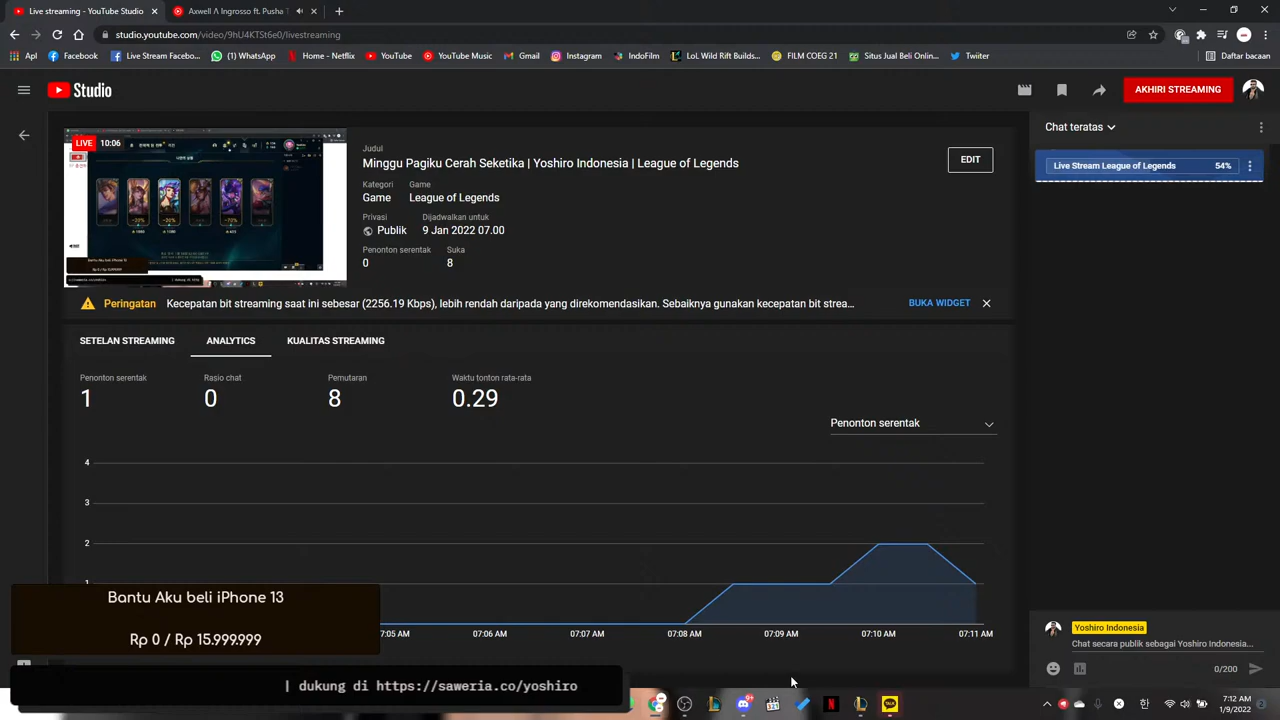 Live streaming - YouTube Studio
Axwell Λ Ingrosso ft. Pusha T
studio.youtube.com/video/9hU4KTSt6e0/livestreaming
Apl
Facebook
Live Streaming | Facebook
(1) WhatsApp
Home - Netflix
YouTube
YouTube Music
Gmail
Instagram
IndoFilm
LoL Wild Rift Build...
FILM COEG 21
Situs Jual Beli Onlin...
Twitter
Daftar bacaan
Studio
AKHIRI STREAMING
LIVE 10:06
Judul
Minggu Pagiku Cerah Sekerih | Yoshiro Indonesia | League of Legends
EDIT
Kategori Game
Game League of Legends
Privasi Dijadwalkan untuk
Publik 9 Jan 2022 07.00
Penonton serentak Suka
0 8
Chat teratas
Live Stream League of Legends 54%
Peringatan Kecepatan bit streaming saat ini sebesar (2256.19 Kbps), lebih rendah daripada yang direkomendasikan. Sebaiknya gunakan kecepatan bit strea...
BUKA WIDGET
SETELAN STREAMING ANALYTICS KUALITAS STREAMING
Penonton serentak Rasio chat Pemutaran Waktu tonton rata-rata
1 0 8 0.29
Penonton serentak
4
3
2
1
07:05 AM 07:06 AM 07:07 AM 07:08 AM 07:09 AM 07:10 AM 07:11 AM
Bantu Aku beli iPhone 13
Rp 0 / Rp 15.999.999
| dukung di https://saweria.co/yoshiro
Yoshiro Indonesia
Chat secara publik sebagai Yoshiro Indonesia...
0/200
TALK
한
7:12 AM
1/9/2022